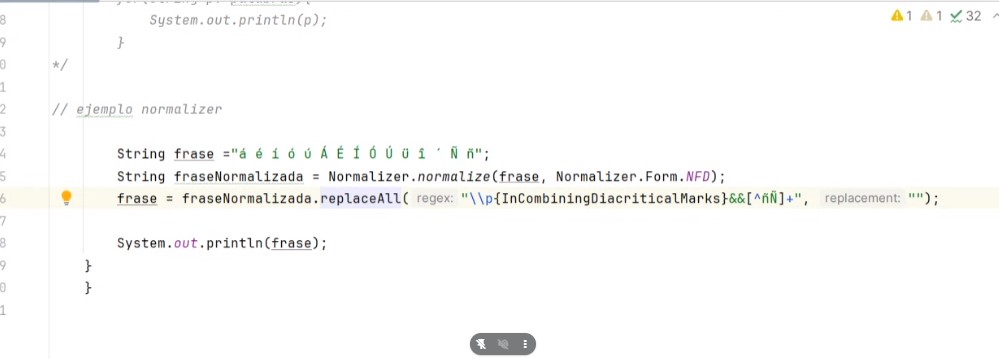 8 System.out.println(p); 1 1 32
9 }
0 */
1
2 // ejemplo normalizer
3
4 String frase ="á é í ó ú Á É Í Ó Ú ü î ´ Ñ ñ";
5 String fraseNormalizada = Normalizer.normalize(frase, Normalizer.Form.NFD);
6 frase = fraseNormalizada.replaceAll( regex: "\\p{InCombiningDiacriticalMarks}&&[^ñÑ]+", replacement: "");
7
8 System.out.println(frase);
9 }
0 }
1